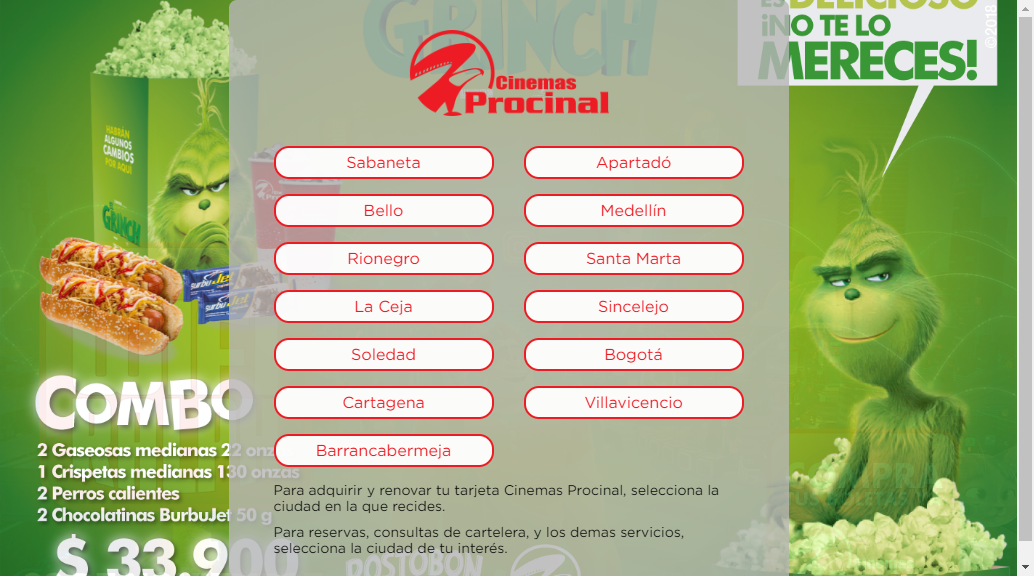 GRINCH
ES DELICIOSO
¡NO TE LO
MERECES!
©2018
Cinemas
Procinal
HABRÁN
ALGUNOS
CAMBIOS
POR AQUÍ
GRINCH
BurbuJet
BurbuJet
Sabaneta
Apartadó
Bello
Medellín
Rionegro
Santa Marta
La Ceja
Sincelejo
Soledad
Bogotá
Cartagena
Villavicencio
Barrancabermeja
COMBO
2 Gaseosas medianas 22 onzas
1 Crispetas medianas 130 onzas
2 Perros calientes
2 Chocolatinas BurbuJet 50 g
$ 33.900
Para adquirir y renovar tu tarjeta Cinemas Procinal, selecciona la
ciudad en la que recides.
Para reservas, consultas de cartelera, y los demas servicios,
selecciona la ciudad de tu interés.
POSTOBÓN